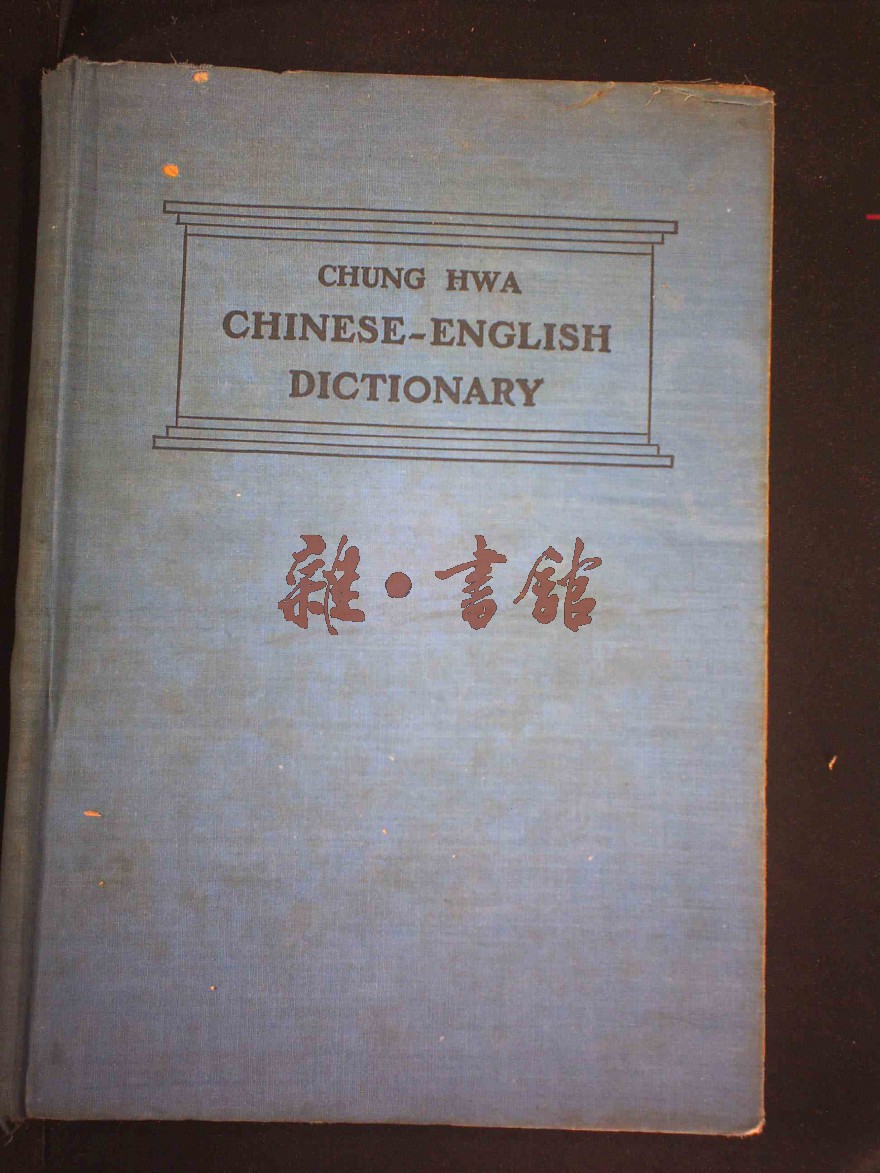 CHUNG HWA
CHINESE-ENGLISH
DICTIONARY
雜·書館